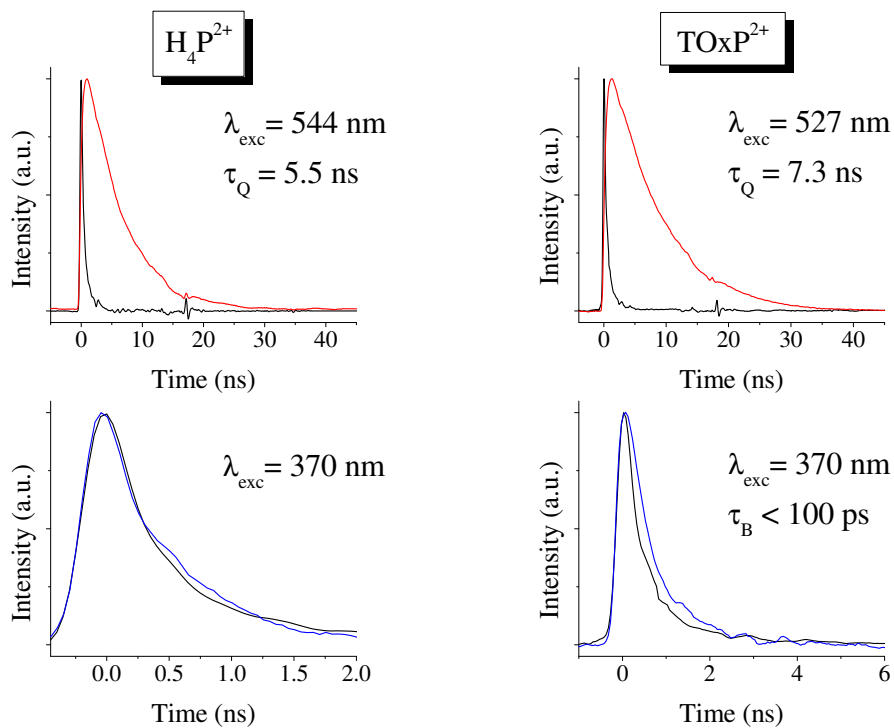 H₄P²⁺
TOxP²⁺
Intensity (a.u.)
λexc= 544 nm
τQ = 5.5 ns
0 10 20 30 40
Time (ns)
Intensity (a.u.)
λexc= 527 nm
τQ = 7.3 ns
0 10 20 30 40
Time (ns)
Intensity (a.u.)
λexc= 370 nm
0.0 0.5 1.0 1.5 2.0
Time (ns)
Intensity (a.u.)
λexc= 370 nm
τB < 100 ps
0 2 4 6
Time (ns)